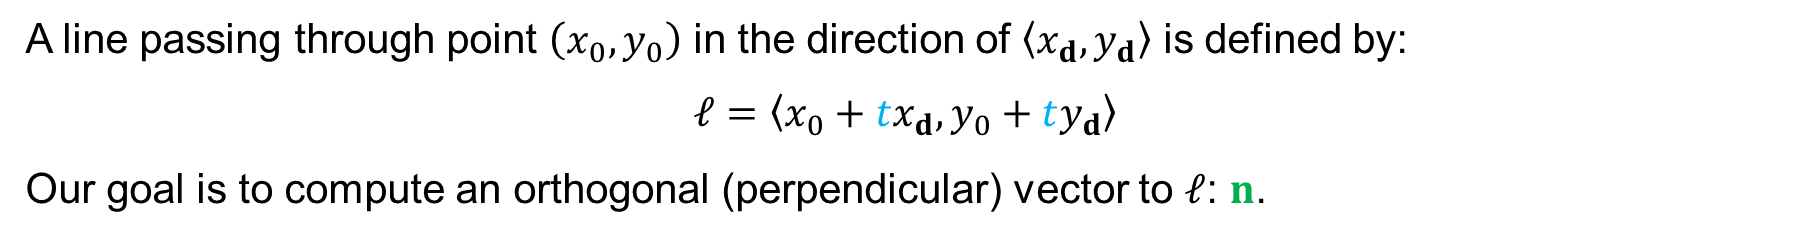 A line passing through point (x₀, y₀) in the direction of ⟨x_𝐝, y_𝐝⟩ is defined by:
ℓ = ⟨x₀ + tx_𝐝, y₀ + ty_𝐝⟩
Our goal is to compute an orthogonal (perpendicular) vector to ℓ: 𝐧.